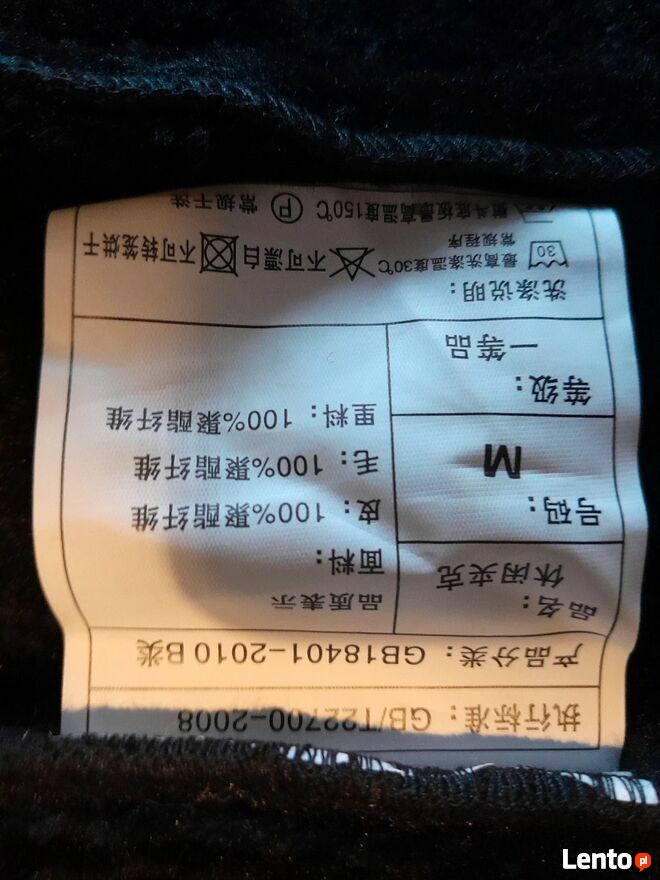 执行标准：GB/T22700-2008
产品分类：GB18401-2010 B类
品名：
休闲夹克
号码：
M
等级：
一等品
品质表示
面料：
皮：100%聚酯纤维
毛：100%聚酯纤维
里料：100%聚酯纤维
洗涤说明：
30 最高洗涤温度30℃ 常规程序 不可漂白 不可转笼烘干
熨斗底板最高温度150℃ P 常规干洗
Lento.pl